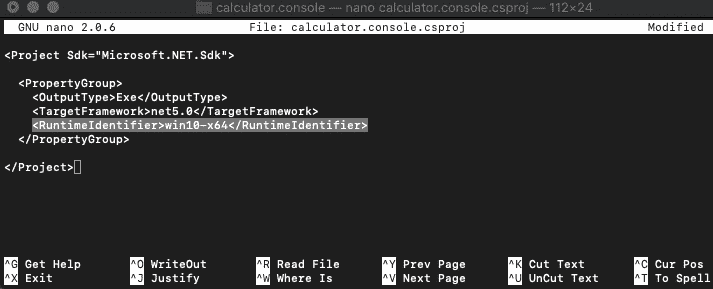 calculator.console — nano calculator.console.csproj — 112×24
GNU nano 2.0.6 File: calculator.console.csproj Modified
<Project Sdk="Microsoft.NET.Sdk">
<PropertyGroup>
<OutputType>Exe</OutputType>
<TargetFramework>net5.0</TargetFramework>
<RuntimeIdentifier>win10-x64</RuntimeIdentifier>
</PropertyGroup>
</Project>
^G Get Help ^O WriteOut ^R Read File ^Y Prev Page ^K Cut Text ^C Cur Pos
^X Exit ^J Justify ^W Where Is ^V Next Page ^U UnCut Text ^T To Spell